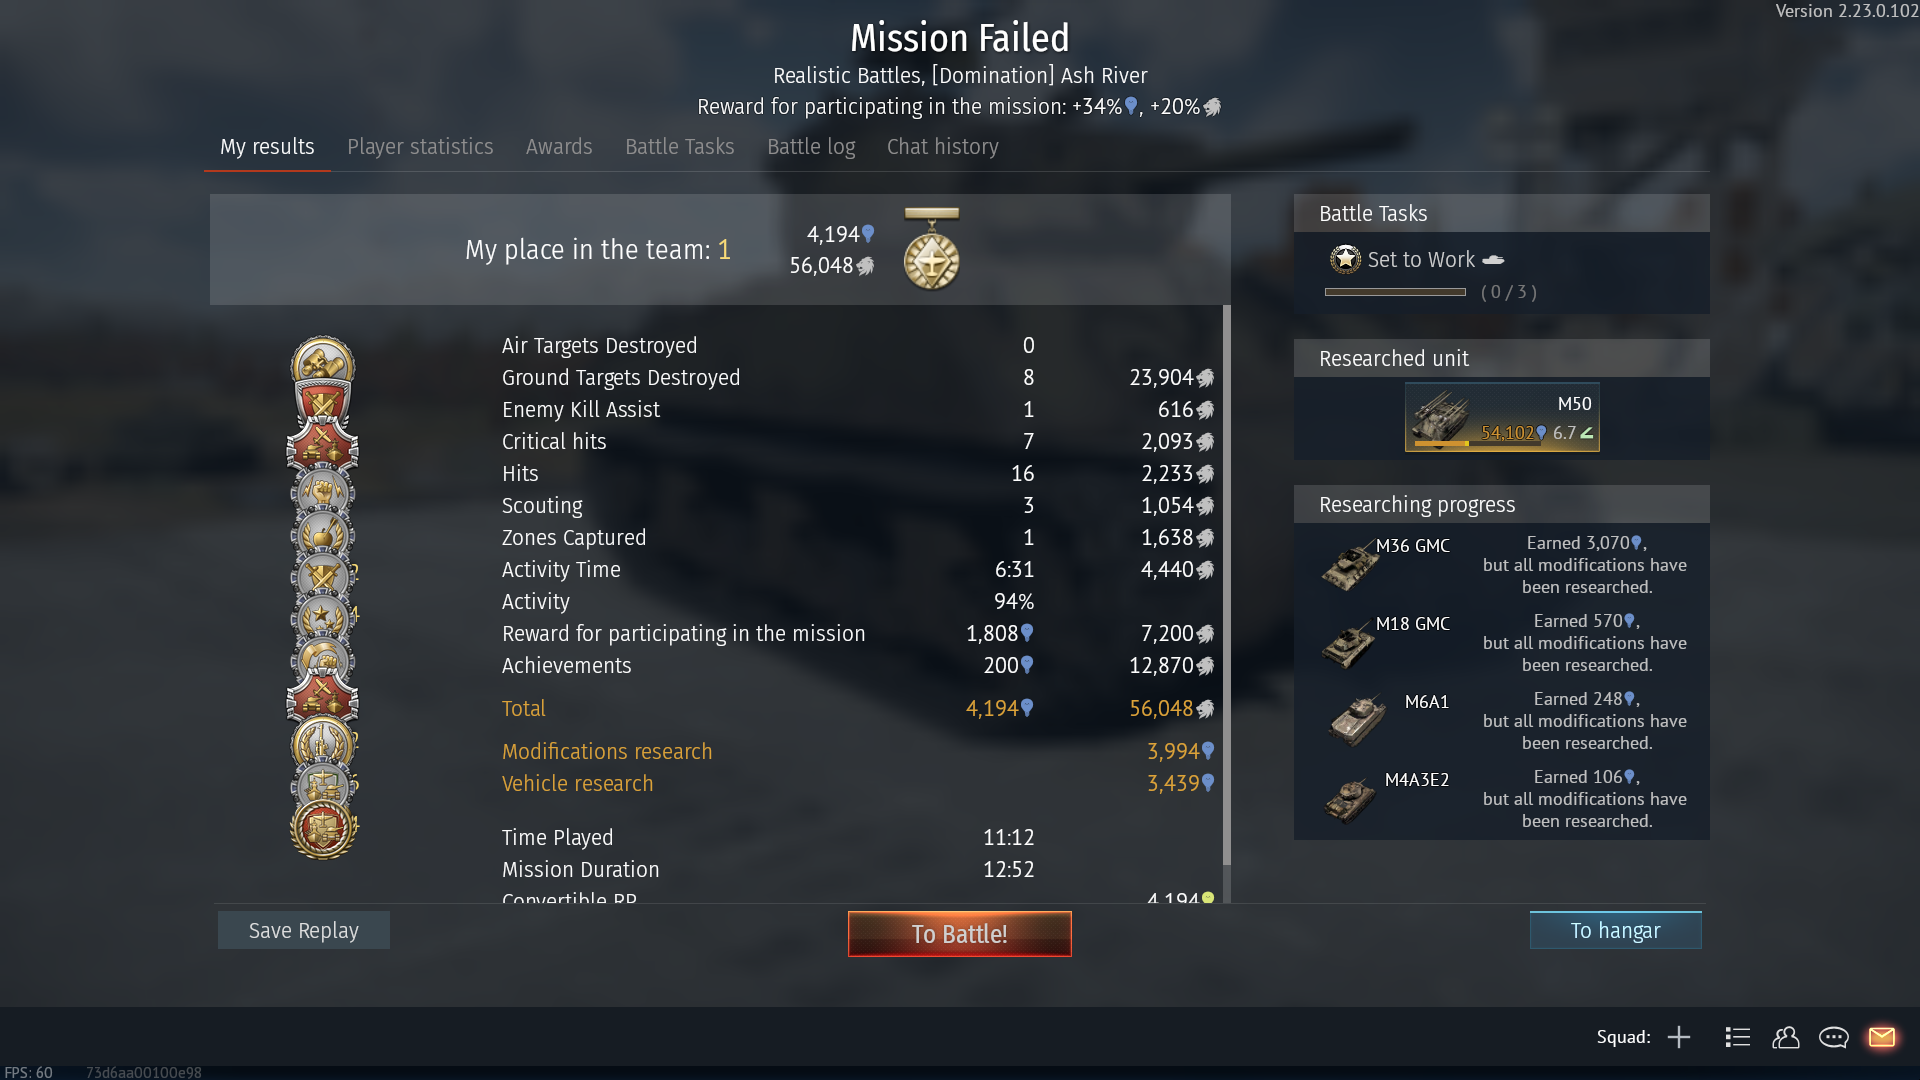 Version 2.23.0.102
Mission Failed
Realistic Battles, [Domination] Ash River
Reward for participating in the mission: +34%, +20%
My results Player statistics Awards Battle Tasks Battle log Chat history
My place in the team: 1
4,194
56,048
Air Targets Destroyed 0
Ground Targets Destroyed 8 23,904
Enemy Kill Assist 1 616
Critical hits 7 2,093
Hits 16 2,233
Scouting 3 1,054
Zones Captured 1 1,638
Activity Time 6:31 4,440
Activity 94%
Reward for participating in the mission 1,808 7,200
Achievements 200 12,870
Total 4,194 56,048
Modifications research 3,994
Vehicle research 3,439
Time Played 11:12
Mission Duration 12:52
Convertible RP 4,194
Battle Tasks
Set to Work
( 0 / 3 )
Researched unit
M50
54,102 6.7
Researching progress
M36 GMC
Earned 3,070,
but all modifications have
been researched.
M18 GMC
Earned 570,
but all modifications have
been researched.
M6A1
Earned 248,
but all modifications have
been researched.
M4A3E2
Earned 106,
but all modifications have
been researched.
Save Replay
To Battle!
To hangar
Squad:
FPS: 60 73d6aa00100e98